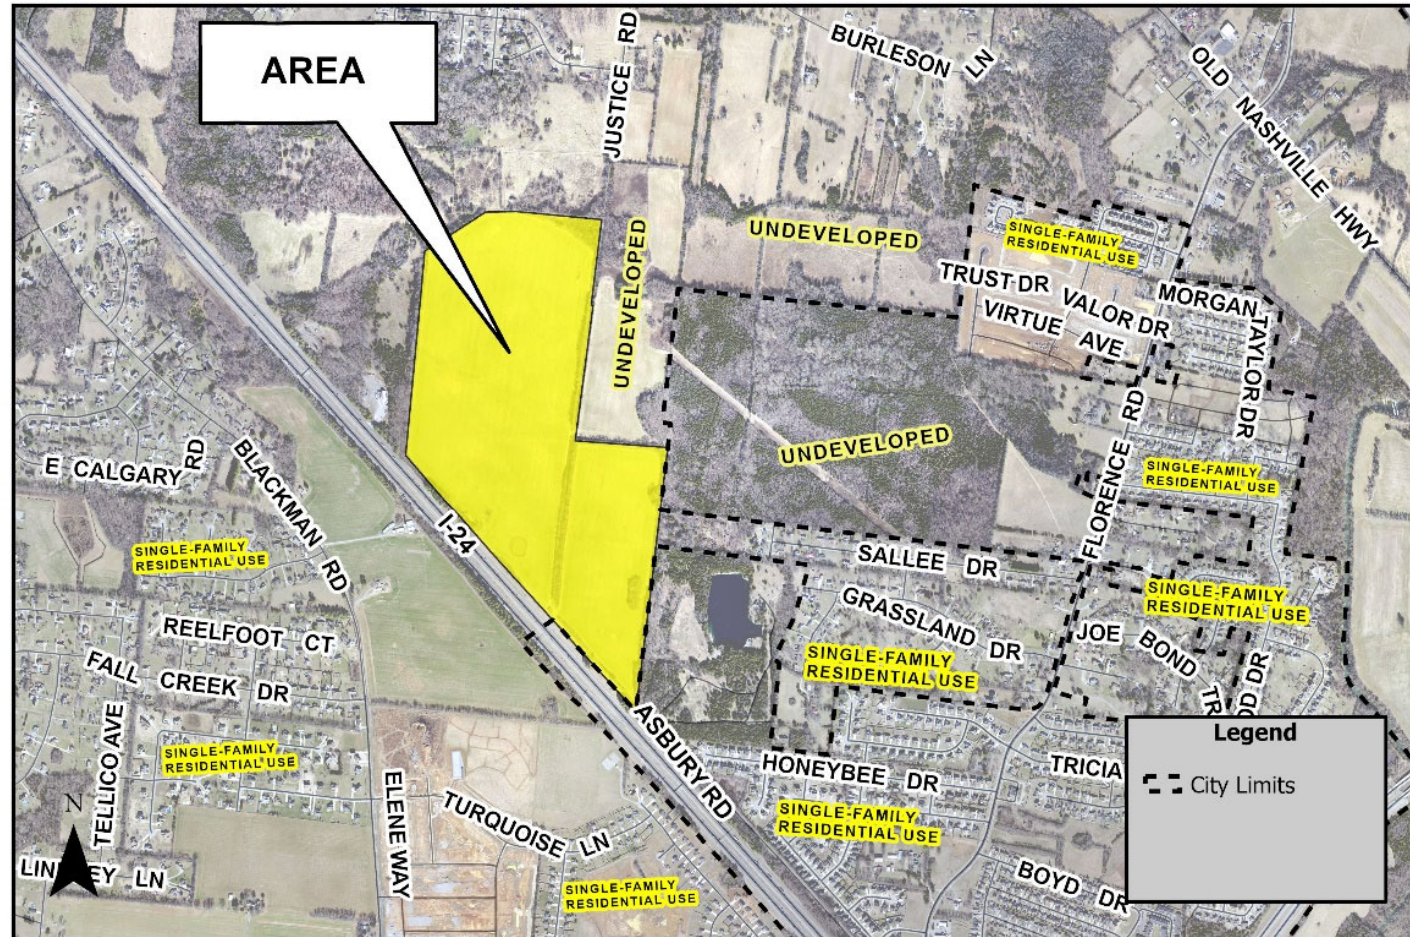 AREA
JUSTICE RD
BURLESON LN
OLD NASHVILLE HWY
UNDEVELOPED
UNDEVELOPED
SINGLE-FAMILY
RESIDENTIAL USE
TRUST DR
VALOR DR
VIRTUE AVE
MORGAN
TAYLOR DR
FLORENCE RD
UNDEVELOPED
SINGLE-FAMILY
RESIDENTIAL USE
E CALGARY RD
BLACKMAN RD
I-24
SINGLE-FAMILY
RESIDENTIAL USE
SALLEE DR
GRASSLAND DR
SINGLE-FAMILY
RESIDENTIAL USE
SINGLE-FAMILY
RESIDENTIAL USE
JOE BOND TR
OD DR
REELFOOT CT
FALL CREEK DR
TELLICO AVE
SINGLE-FAMILY
RESIDENTIAL USE
ASBURY RD
HONEYBEE DR
TRICIA
SINGLE-FAMILY
RESIDENTIAL USE
ELENE WAY
TURQUOISE LN
SINGLE-FAMILY
RESIDENTIAL USE
BOYD DR
N
LN
Legend
City Limits